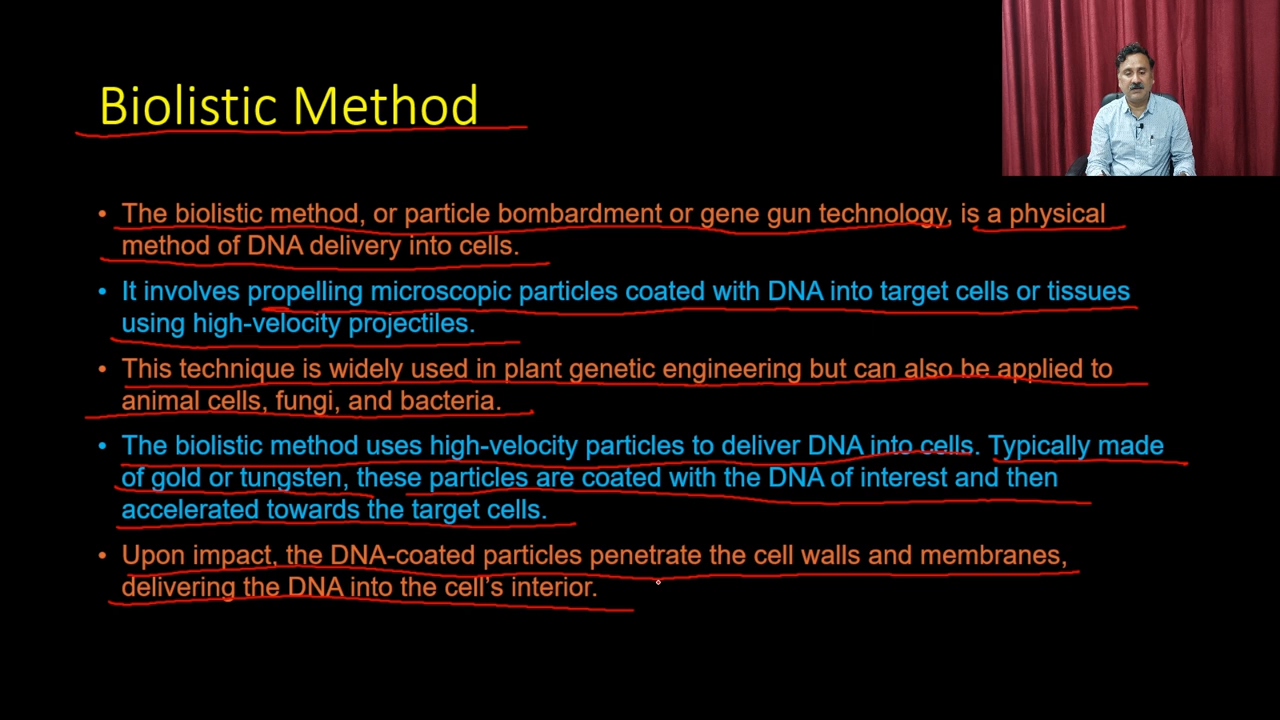 Biolistic Method
• The biolistic method, or particle bombardment or gene gun technology, is a physical
method of DNA delivery into cells.
• It involves propelling microscopic particles coated with DNA into target cells or tissues
using high-velocity projectiles.
• This technique is widely used in plant genetic engineering but can also be applied to
animal cells, fungi, and bacteria.
• The biolistic method uses high-velocity particles to deliver DNA into cells. Typically made
of gold or tungsten, these particles are coated with the DNA of interest and then
accelerated towards the target cells.
• Upon impact, the DNA-coated particles penetrate the cell walls and membranes,
delivering the DNA into the cell’s interior.